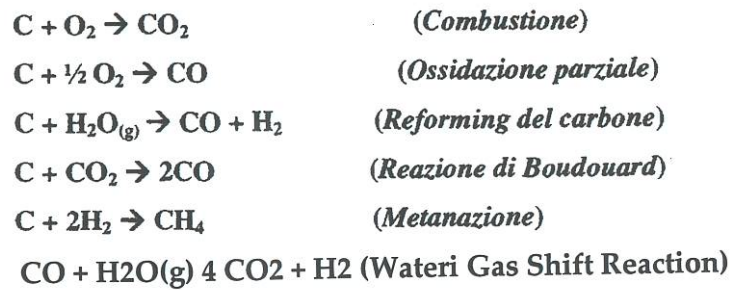 C + O₂ → CO₂ (Combustione)
C + ½ O₂ → CO (Ossidazione parziale)
C + H₂O₍g₎ → CO + H₂ (Reforming del carbone)
C + CO₂ → 2CO (Reazione di Boudouard)
C + 2H₂ → CH₄ (Metanazione)
CO + H2O(g) 4 CO2 + H2 (Wateri Gas Shift Reaction)